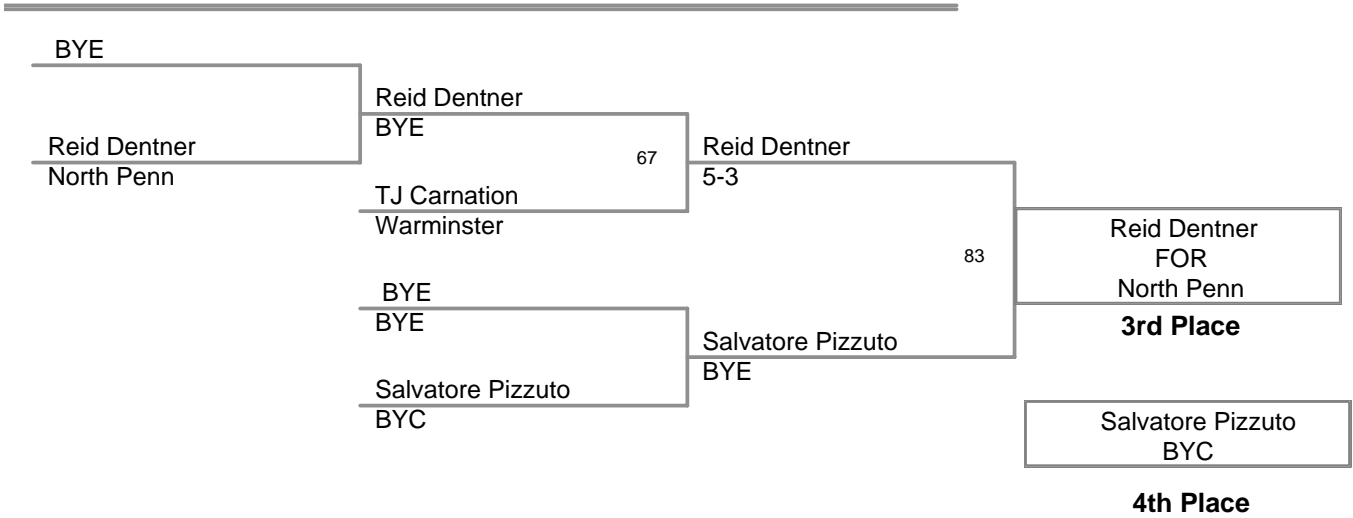 BYE
Reid Dentner
BYE
Reid Dentner
North Penn
67
Reid Dentner
5-3
TJ Carnation
Warminster
83
Reid Dentner
FOR
North Penn
3rd Place
BYE
BYE
Salvatore Pizzuto
BYE
Salvatore Pizzuto
BYC
Salvatore Pizzuto
BYC
4th Place